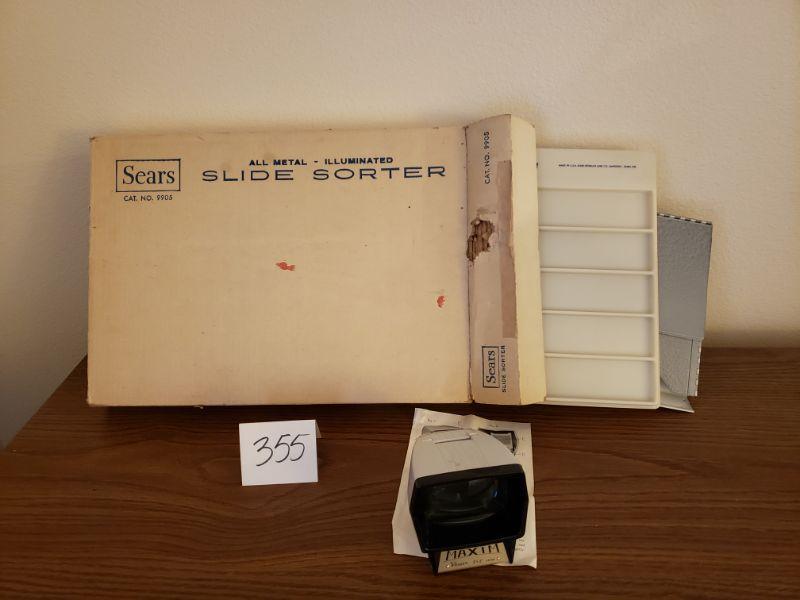 ALL METAL - ILLUMINATED
Sears
SLIDE SORTER
CAT. NO. 9905
CAT. NO. 9905
Sears
SLIDE SORTER
355
MAXIM